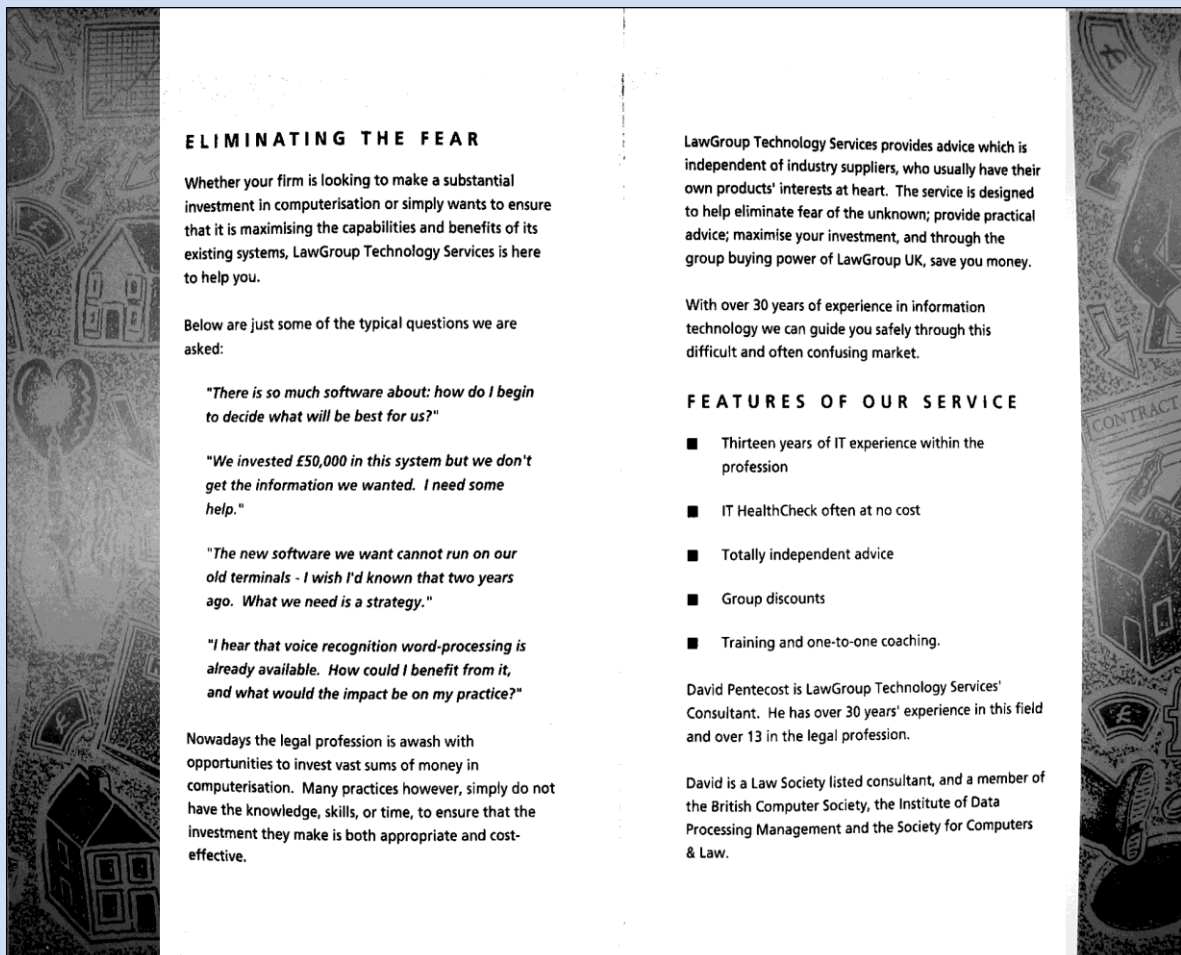 ELIMINATING THE FEAR
Whether your firm is looking to make a substantial
investment in computerisation or simply wants to ensure
that it is maximising the capabilities and benefits of its
existing systems, LawGroup Technology Services is here
to help you.
Below are just some of the typical questions we are
asked:
"There is so much software about: how do I begin
to decide what will be best for us?"
"We invested £50,000 in this system but we don't
get the information we wanted. I need some
help."
"The new software we want cannot run on our
old terminals - I wish I'd known that two years
ago. What we need is a strategy."
"I hear that voice recognition word-processing is
already available. How could I benefit from it,
and what would the impact be on my practice?"
Nowadays the legal profession is awash with
opportunities to invest vast sums of money in
computerisation. Many practices however, simply do not
have the knowledge, skills, or time, to ensure that the
investment they make is both appropriate and cost-
effective.
LawGroup Technology Services provides advice which is
independent of industry suppliers, who usually have their
own products' interests at heart. The service is designed
to help eliminate fear of the unknown; provide practical
advice; maximise your investment, and through the
group buying power of LawGroup UK, save you money.
With over 30 years of experience in information
technology we can guide you safely through this
difficult and often confusing market.
FEATURES OF OUR SERVICE
■ Thirteen years of IT experience within the
profession
■ IT HealthCheck often at no cost
■ Totally independent advice
■ Group discounts
■ Training and one-to-one coaching.
David Pentecost is LawGroup Technology Services'
Consultant. He has over 30 years' experience in this field
and over 13 in the legal profession.
David is a Law Society listed consultant, and a member of
the British Computer Society, the Institute of Data
Processing Management and the Society for Computers
& Law.
£
£
CONTRACT
£
£
£
£